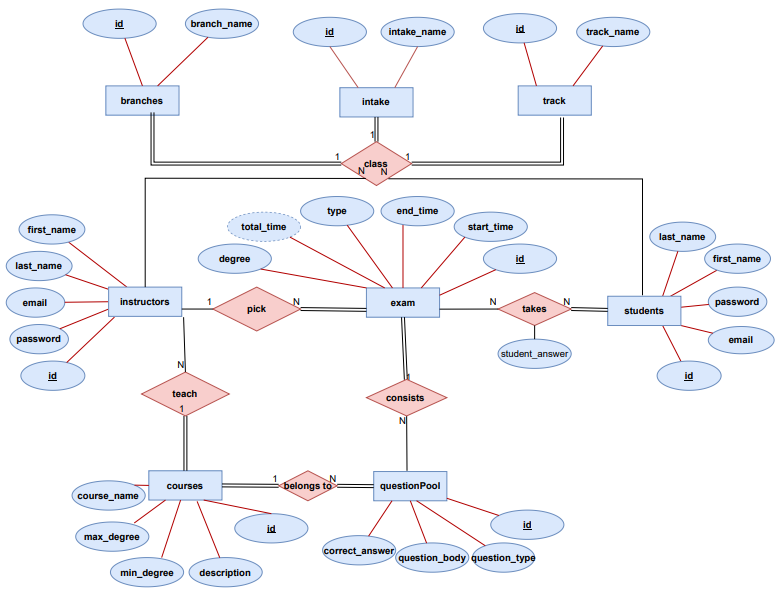 id
branch_name
id
intake_name
id
track_name
branches
intake
track
1
1
class
1
N
N
first_name
last_name
email
password
id
instructors
total_time
type
end_time
start_time
degree
id
last_name
first_name
password
email
id
1
pick
N
exam
N
takes
N
students
student_answer
N
teach
1
1
consists
N
courses
1
belongs to
N
questionPool
course_name
max_degree
min_degree
description
id
correct_answer
question_body
question_type
id